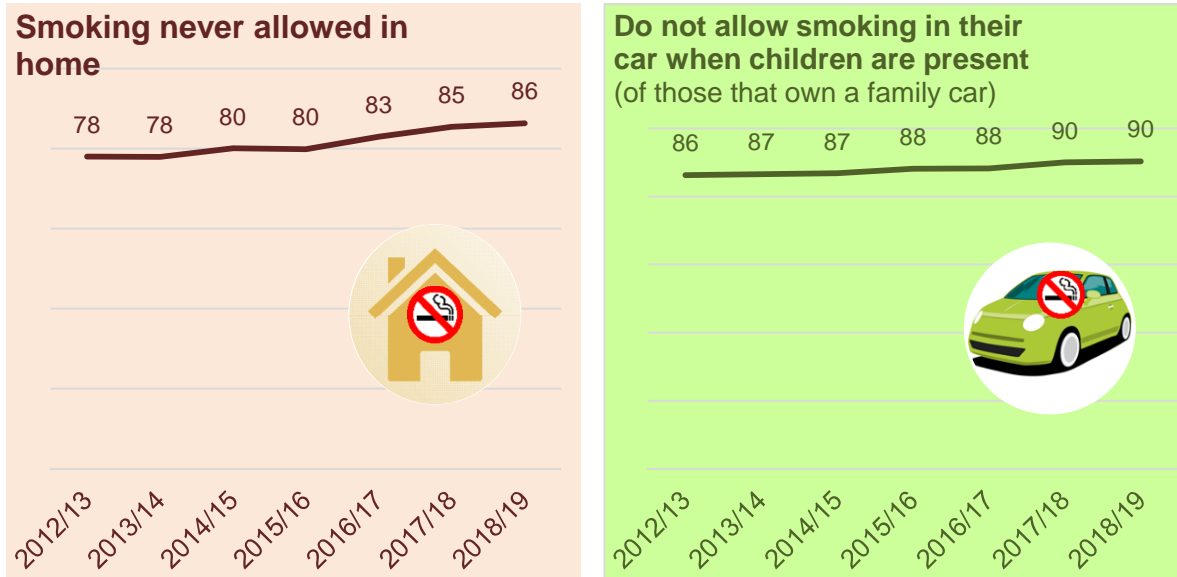 Smoking never allowed in
home
78 78 80 80 83 85 86
2012/13 2013/14 2014/15 2015/16 2016/17 2017/18 2018/19
Do not allow smoking in their
car when children are present
(of those that own a family car)
86 87 87 88 88 90 90
2012/13 2013/14 2014/15 2015/16 2016/17 2017/18 2018/19